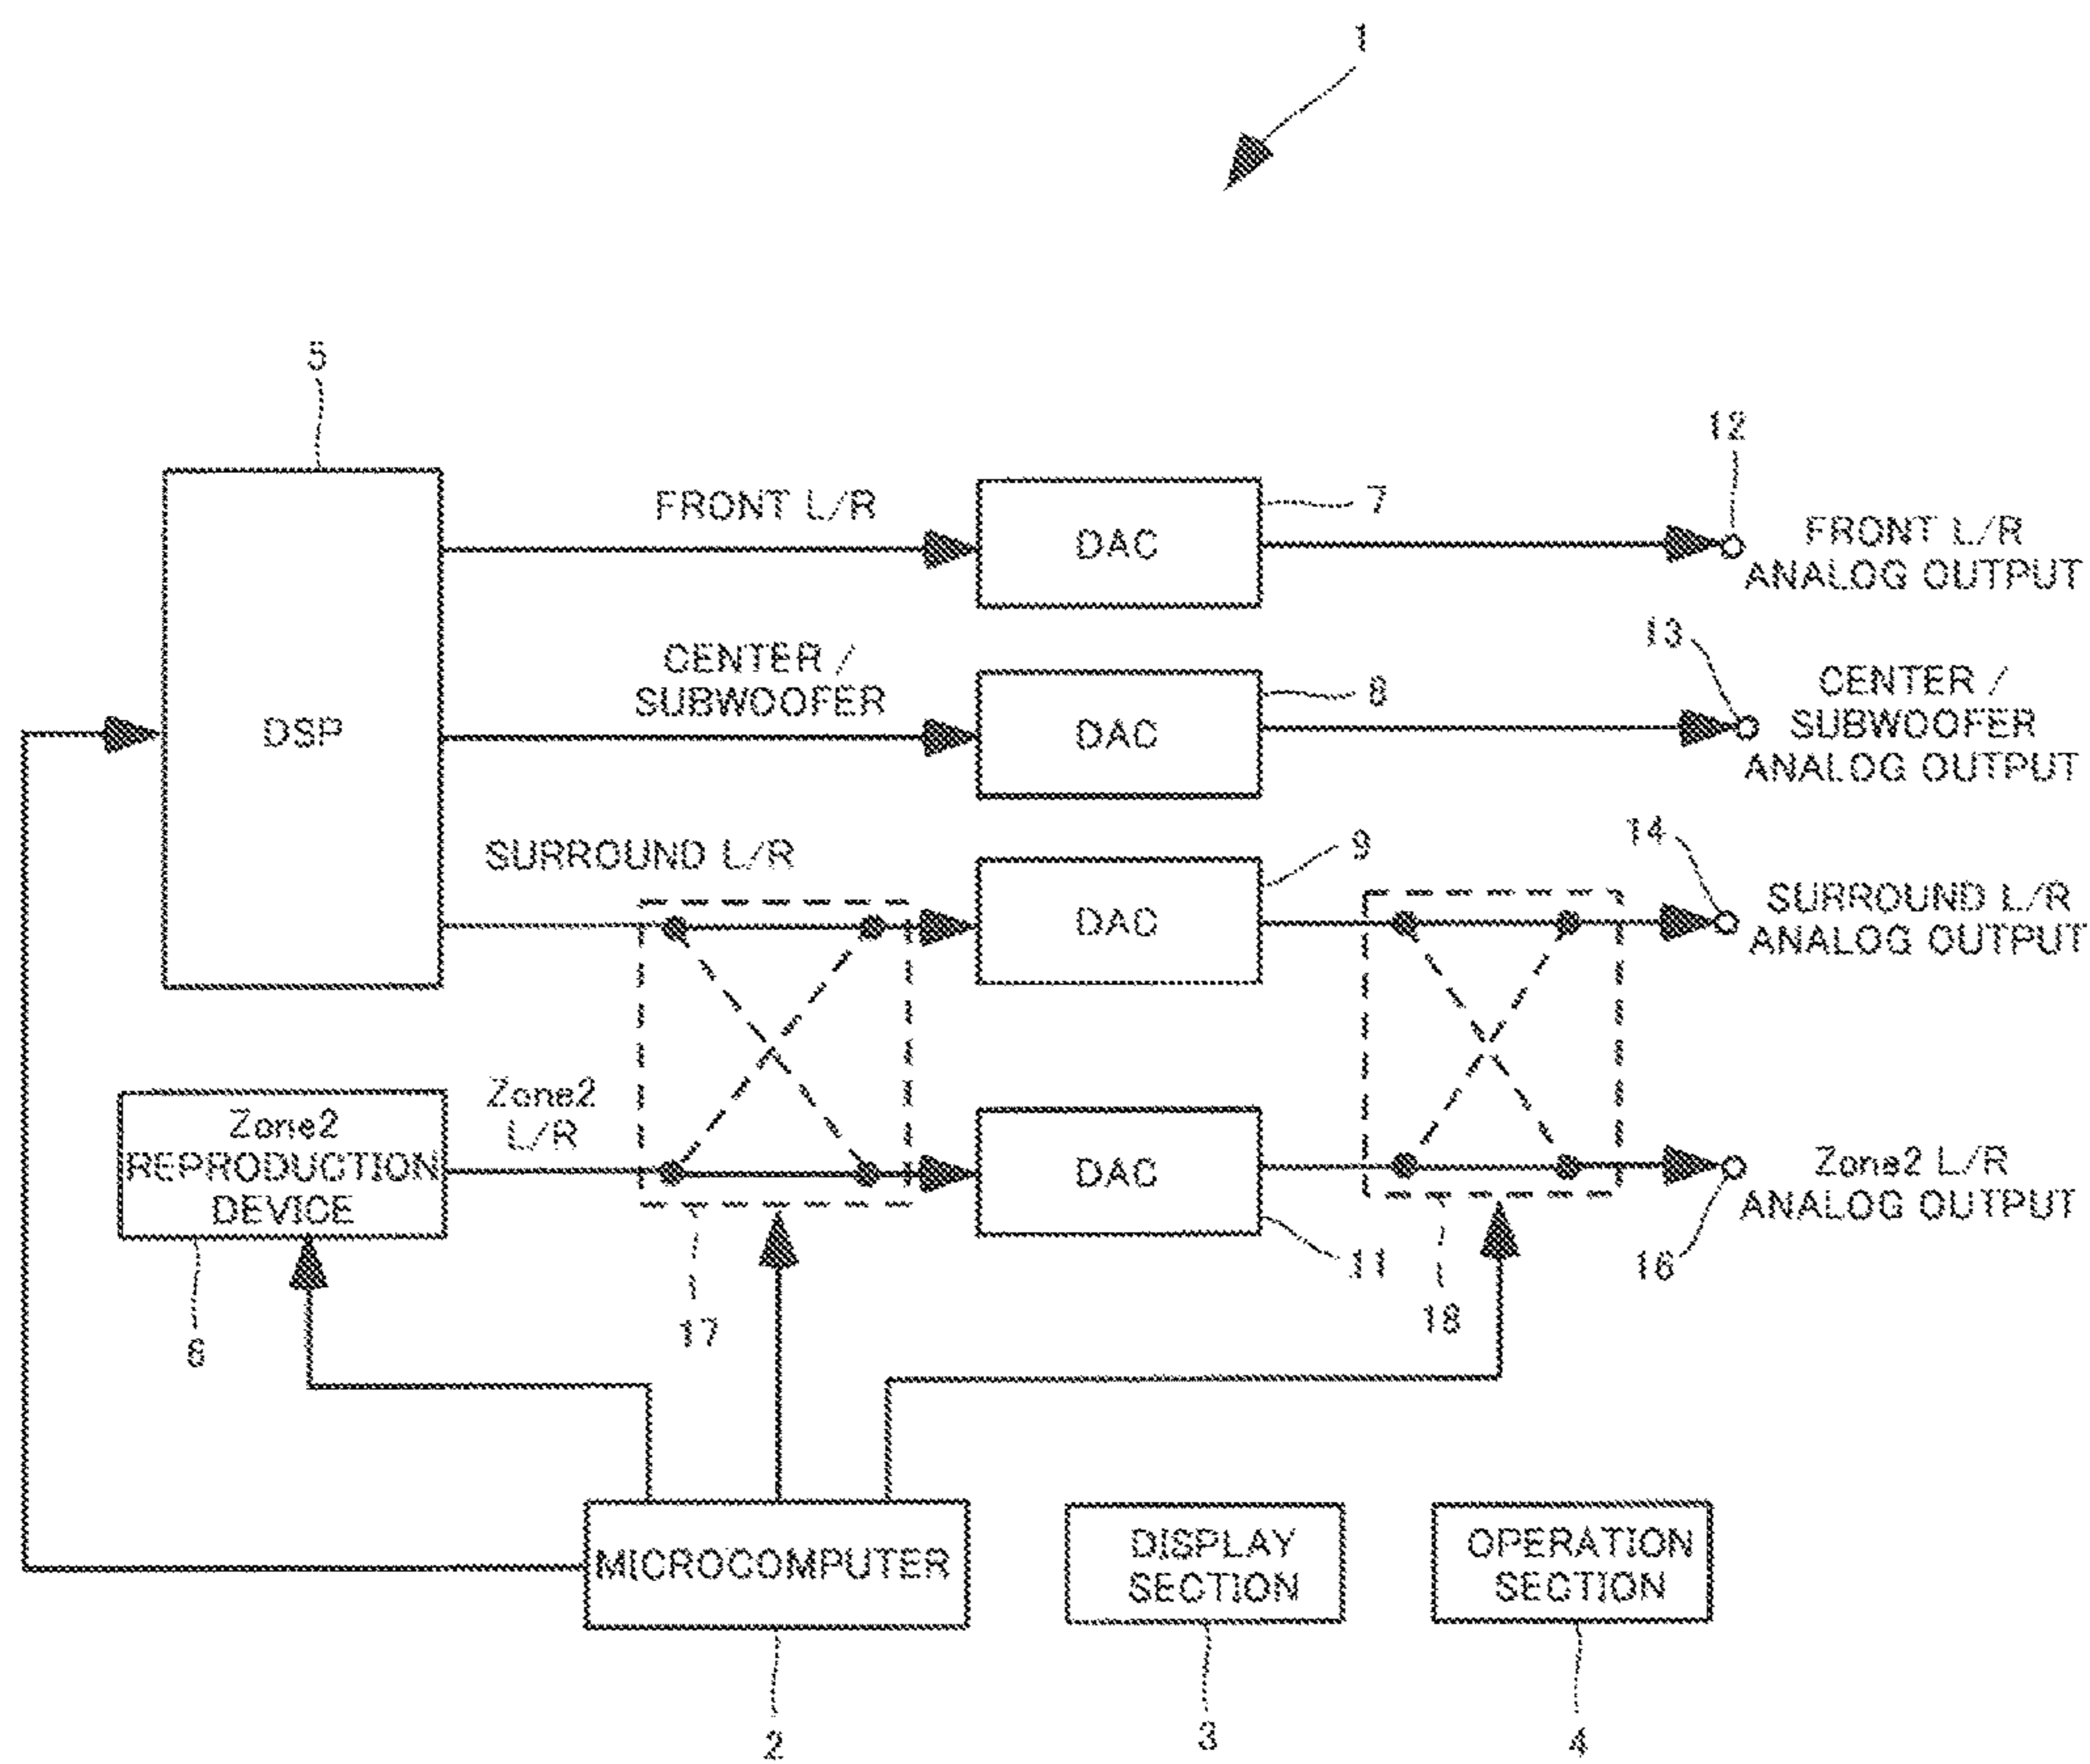 1
5
12
FRONT L/R
DAC
7
FRONT L/R
ANALOG OUTPUT
13
CENTER /
SUBWOOFER
DSP
DAC
8
CENTER /
SUBWOOFER
ANALOG OUTPUT
14
SURROUND L/R
DAC
9
SURROUND L/R
ANALOG OUTPUT
Zone2
REPRODUCTION
DEVICE
Zone2
L/R
DAC
11
Zone2 L/R
ANALOG OUTPUT
16
6
17
18
MICROCOMPUTER
DISPLAY
SECTION
OPERATION
SECTION
2
3
4